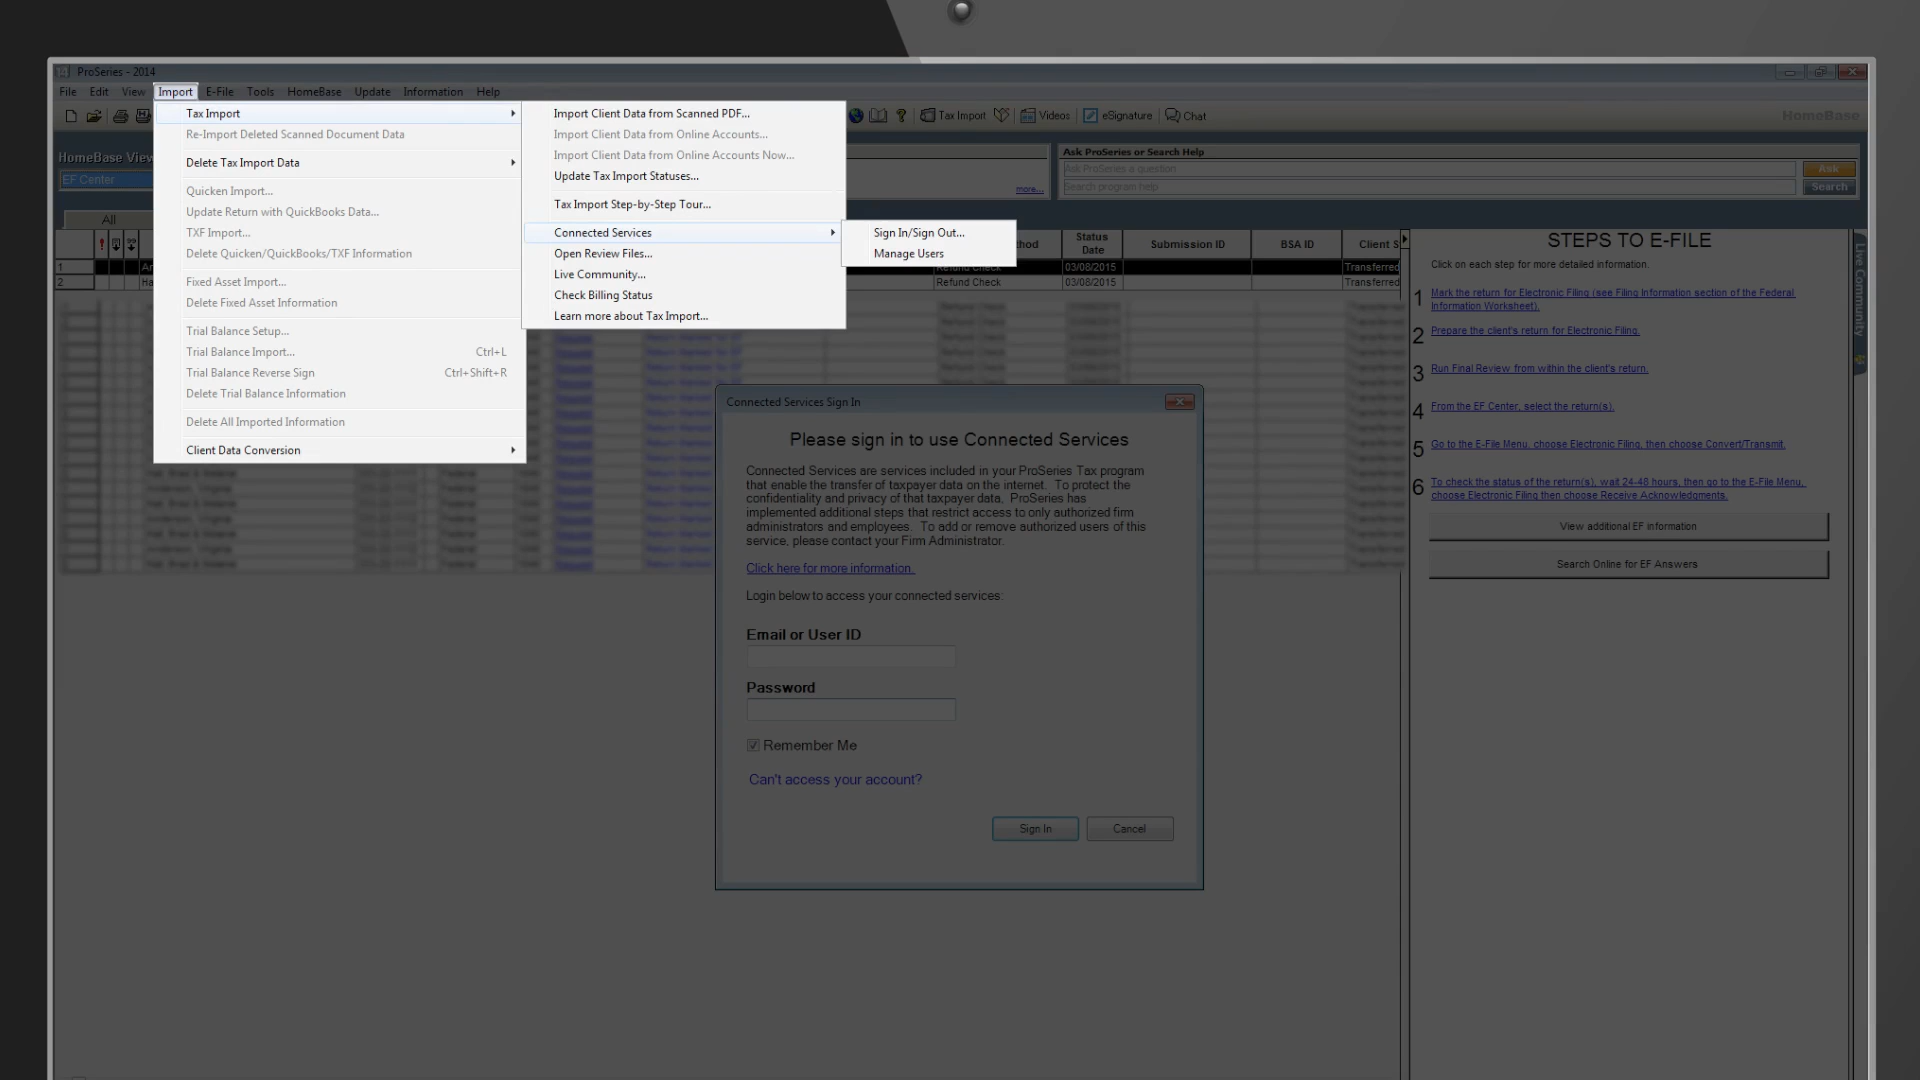 ProSeries - 2014
File Edit View Import E-File Tools HomeBase Update Information Help
Tax Import Videos eSignature Chat
HomeBase
Tax Import
Re-Import Deleted Scanned Document Data
Delete Tax Import Data
Quicken Import...
Update Return with QuickBooks Data...
TXF Import...
Delete Quicken/QuickBooks/TXF Information
Fixed Asset Import...
Delete Fixed Asset Information
Trial Balance Setup...
Trial Balance Import... Ctrl+L
Trial Balance Reverse Sign Ctrl+Shift+R
Delete Trial Balance Information
Delete All Imported Information
Client Data Conversion
Import Client Data from Scanned PDF...
Import Client Data from Online Accounts...
Import Client Data from Online Accounts Now...
Update Tax Import Statuses...
Tax Import Step-by-Step Tour...
Connected Services
Open Review Files...
Live Community...
Check Billing Status
Learn more about Tax Import...
Sign In/Sign Out...
Manage Users
HomeBase View
EF Center
All
more...
Ask ProSeries or Search Help
Ask ProSeries a question
Ask
Search program help
Search
Status Date
Submission ID
BSA ID
Client S
1
Refund Check 03/08/2015 Transferred
2
Refund Check 03/08/2015 Transferred
Connected Services Sign In
Please sign in to use Connected Services
Connected Services are services included in your ProSeries Tax program
that enable the transfer of taxpayer data on the internet. To protect the
confidentiality and privacy of that taxpayer data, ProSeries has
implemented additional steps that restrict access to only authorized firm
administrators and employees. To add or remove authorized users of this
service, please contact your Firm Administrator.
Click here for more information.
Login below to access your connected services:
Email or User ID
Password
Remember Me
Can't access your account?
Sign In
Cancel
STEPS TO E-FILE
Click on each step for more detailed information.
1 Mark the return for Electronic Filing (see Filing Information section of the Federal
Information Worksheet).
2 Prepare the client's return for Electronic Filing.
3 Run Final Review from within the client's return.
4 From the EF Center, select the return(s).
5 Go to the E-File Menu, choose Electronic Filing, then choose Convert/Transmit.
6 To check the status of the return(s), wait 24-48 hours, then go to the E-File Menu,
choose Electronic Filing then choose Receive Acknowledgments.
View additional EF information
Search Online for EF Answers
Live Community